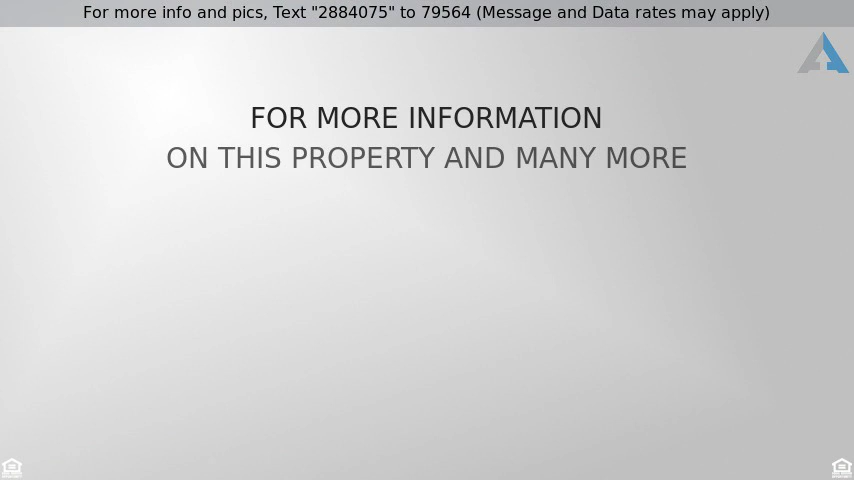 For more info and pics, Text "2884075" to 79564 (Message and Data rates may apply)
FOR MORE INFORMATION
ON THIS PROPERTY AND MANY MORE